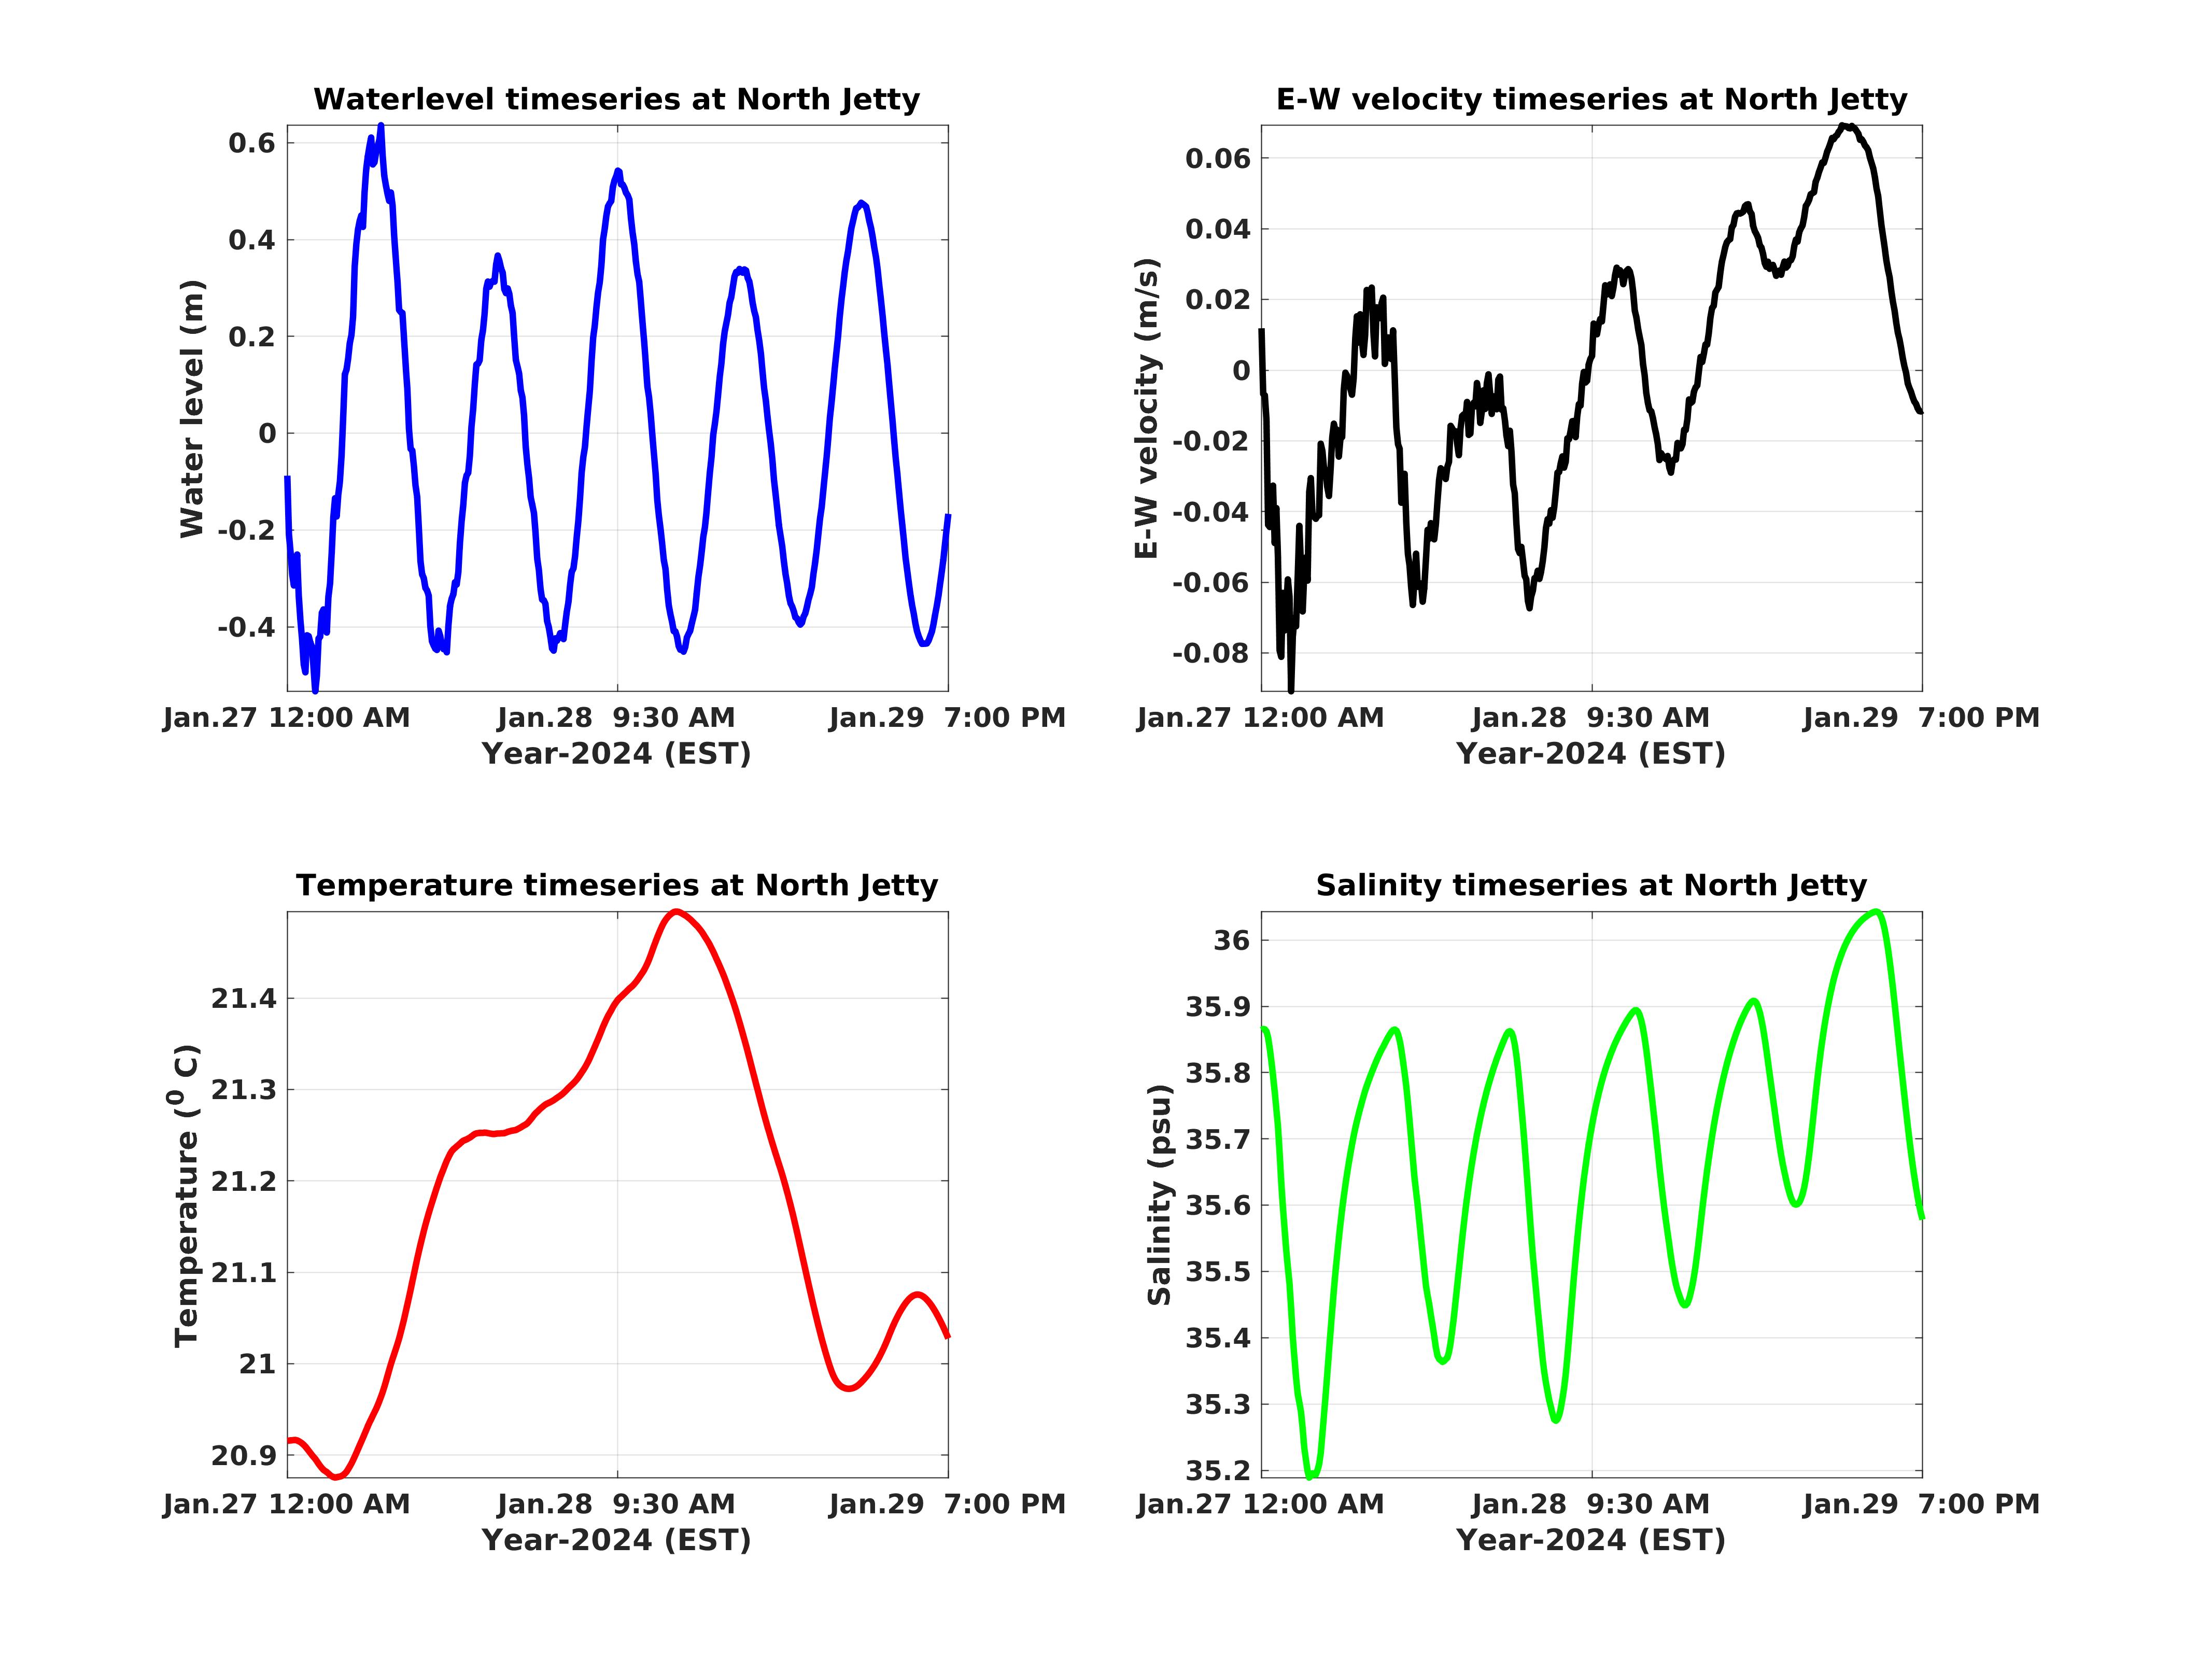 Waterlevel timeseries at North Jetty
0.6
0.4
0.2
0
-0.2
-0.4
Water level (m)
Jan.27 12:00 AM
Jan.28  9:30 AM
Jan.29  7:00 PM
Year-2024 (EST)
E-W velocity timeseries at North Jetty
0.06
0.04
0.02
0
-0.02
-0.04
-0.06
-0.08
E-W velocity (m/s)
Jan.27 12:00 AM
Jan.28  9:30 AM
Jan.29  7:00 PM
Year-2024 (EST)
Temperature timeseries at North Jetty
21.4
21.3
21.2
21.1
21
20.9
Temperature (⁰ C)
Jan.27 12:00 AM
Jan.28  9:30 AM
Jan.29  7:00 PM
Year-2024 (EST)
Salinity timeseries at North Jetty
36
35.9
35.8
35.7
35.6
35.5
35.4
35.3
35.2
Salinity (psu)
Jan.27 12:00 AM
Jan.28  9:30 AM
Jan.29  7:00 PM
Year-2024 (EST)